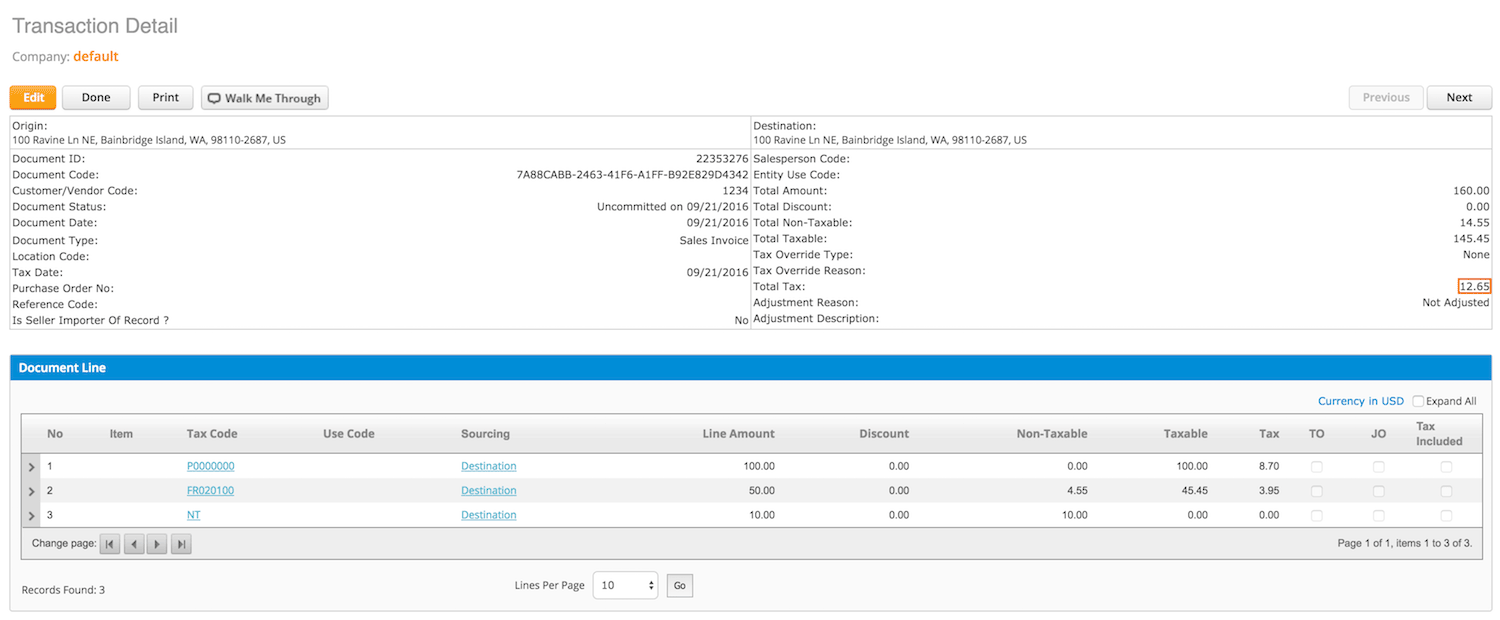 Transaction Detail
Company: default
Edit Done Print Walk Me Through Previous Next
Origin:
100 Ravine Ln NE, Bainbridge Island, WA, 98110-2687, US
Destination:
100 Ravine Ln NE, Bainbridge Island, WA, 98110-2687, US
Document ID: 22353276
Document Code: 7A88CABB-2463-41F6-A1FF-B92E829D4342
Customer/Vendor Code: 1234
Document Status: Uncommitted on 09/21/2016
Document Date: 09/21/2016
Document Type: Sales Invoice
Location Code:
Tax Date: 09/21/2016
Purchase Order No:
Reference Code:
Is Seller Importer Of Record ? No
Salesperson Code:
Entity Use Code:
Total Amount: 160.00
Total Discount: 0.00
Total Non-Taxable: 14.55
Total Taxable: 145.45
Tax Override Type: None
Tax Override Reason:
Total Tax: 12.65
Adjustment Reason: Not Adjusted
Adjustment Description:
Document Line
Currency in USD Expand All
No Item Tax Code Use Code Sourcing Line Amount Discount Non-Taxable Taxable Tax TO JO Tax Included
1 P0000000 Destination 100.00 0.00 0.00 100.00 8.70
2 FR020100 Destination 50.00 0.00 4.55 45.45 3.95
3 NT Destination 10.00 0.00 10.00 0.00 0.00
Change page: Page 1 of 1, items 1 to 3 of 3.
Records Found: 3 Lines Per Page 10 Go